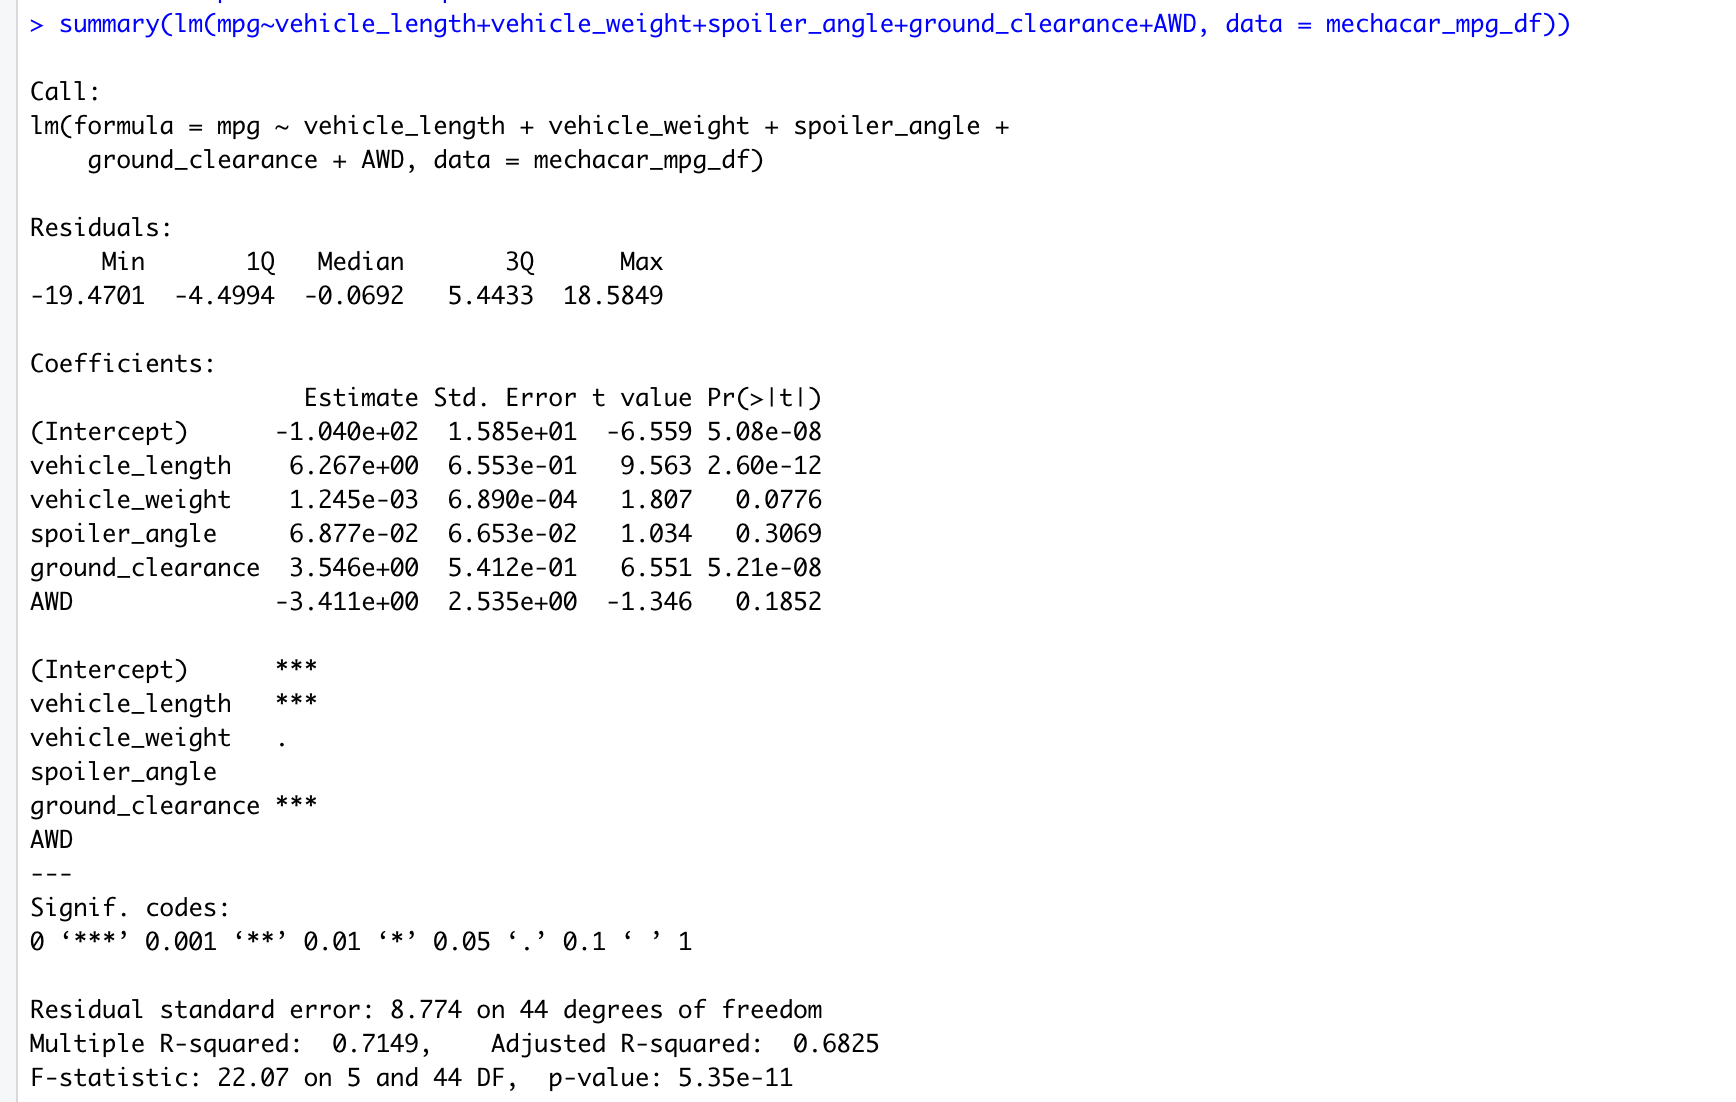 > summary(lm(mpg~vehicle_length+vehicle_weight+spoiler_angle+ground_clearance+AWD, data = mechacar_mpg_df))

Call:
lm(formula = mpg ~ vehicle_length + vehicle_weight + spoiler_angle +
    ground_clearance + AWD, data = mechacar_mpg_df)

Residuals:
     Min       1Q   Median       3Q      Max
-19.4701  -4.4994  -0.0692   5.4433  18.5849

Coefficients:
                   Estimate Std. Error t value Pr(>|t|)
(Intercept)      -1.040e+02  1.585e+01  -6.559 5.08e-08
vehicle_length    6.267e+00  6.553e-01   9.563 2.60e-12
vehicle_weight    1.245e-03  6.890e-04   1.807   0.0776
spoiler_angle     6.877e-02  6.653e-02   1.034   0.3069
ground_clearance  3.546e+00  5.412e-01   6.551 5.21e-08
AWD              -3.411e+00  2.535e+00  -1.346   0.1852

(Intercept)      ***
vehicle_length   ***
vehicle_weight   .
spoiler_angle
ground_clearance ***
AWD
---
Signif. codes:
0 ‘***’ 0.001 ‘**’ 0.01 ‘*’ 0.05 ‘.’ 0.1 ‘ ’ 1

Residual standard error: 8.774 on 44 degrees of freedom
Multiple R-squared:  0.7149,    Adjusted R-squared:  0.6825
F-statistic: 22.07 on 5 and 44 DF,  p-value: 5.35e-11